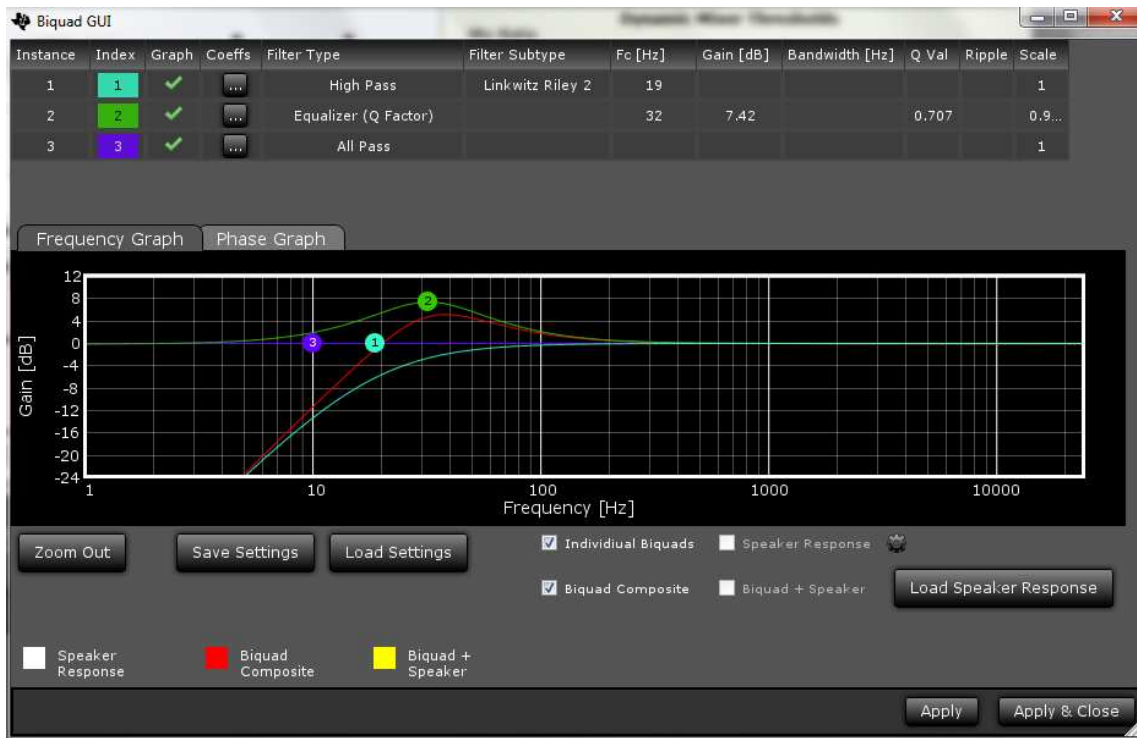 Biquad GUI
Dynamic Mixer Thresholds
Instance Index Graph Coeffs Filter Type Filter Subtype Fc [Hz] Gain [dB] Bandwidth [Hz] Q Val Ripple Scale
1 1 ... High Pass Linkwitz Riley 2 19 1
2 2 ... Equalizer (Q Factor) 32 7.42 0.707 0.9...
3 3 ... All Pass 1
Frequency Graph Phase Graph
12
8
4
0
-4
-8
-12
-16
-20
-24
Gain [dB]
3 1 2
1 10 100 1000 10000
Frequency [Hz]
Zoom Out Save Settings Load Settings
Individiual Biquads Speaker Response
Biquad Composite Biquad + Speaker Load Speaker Response
Speaker Response
Biquad Composite
Biquad + Speaker
Apply Apply & Close